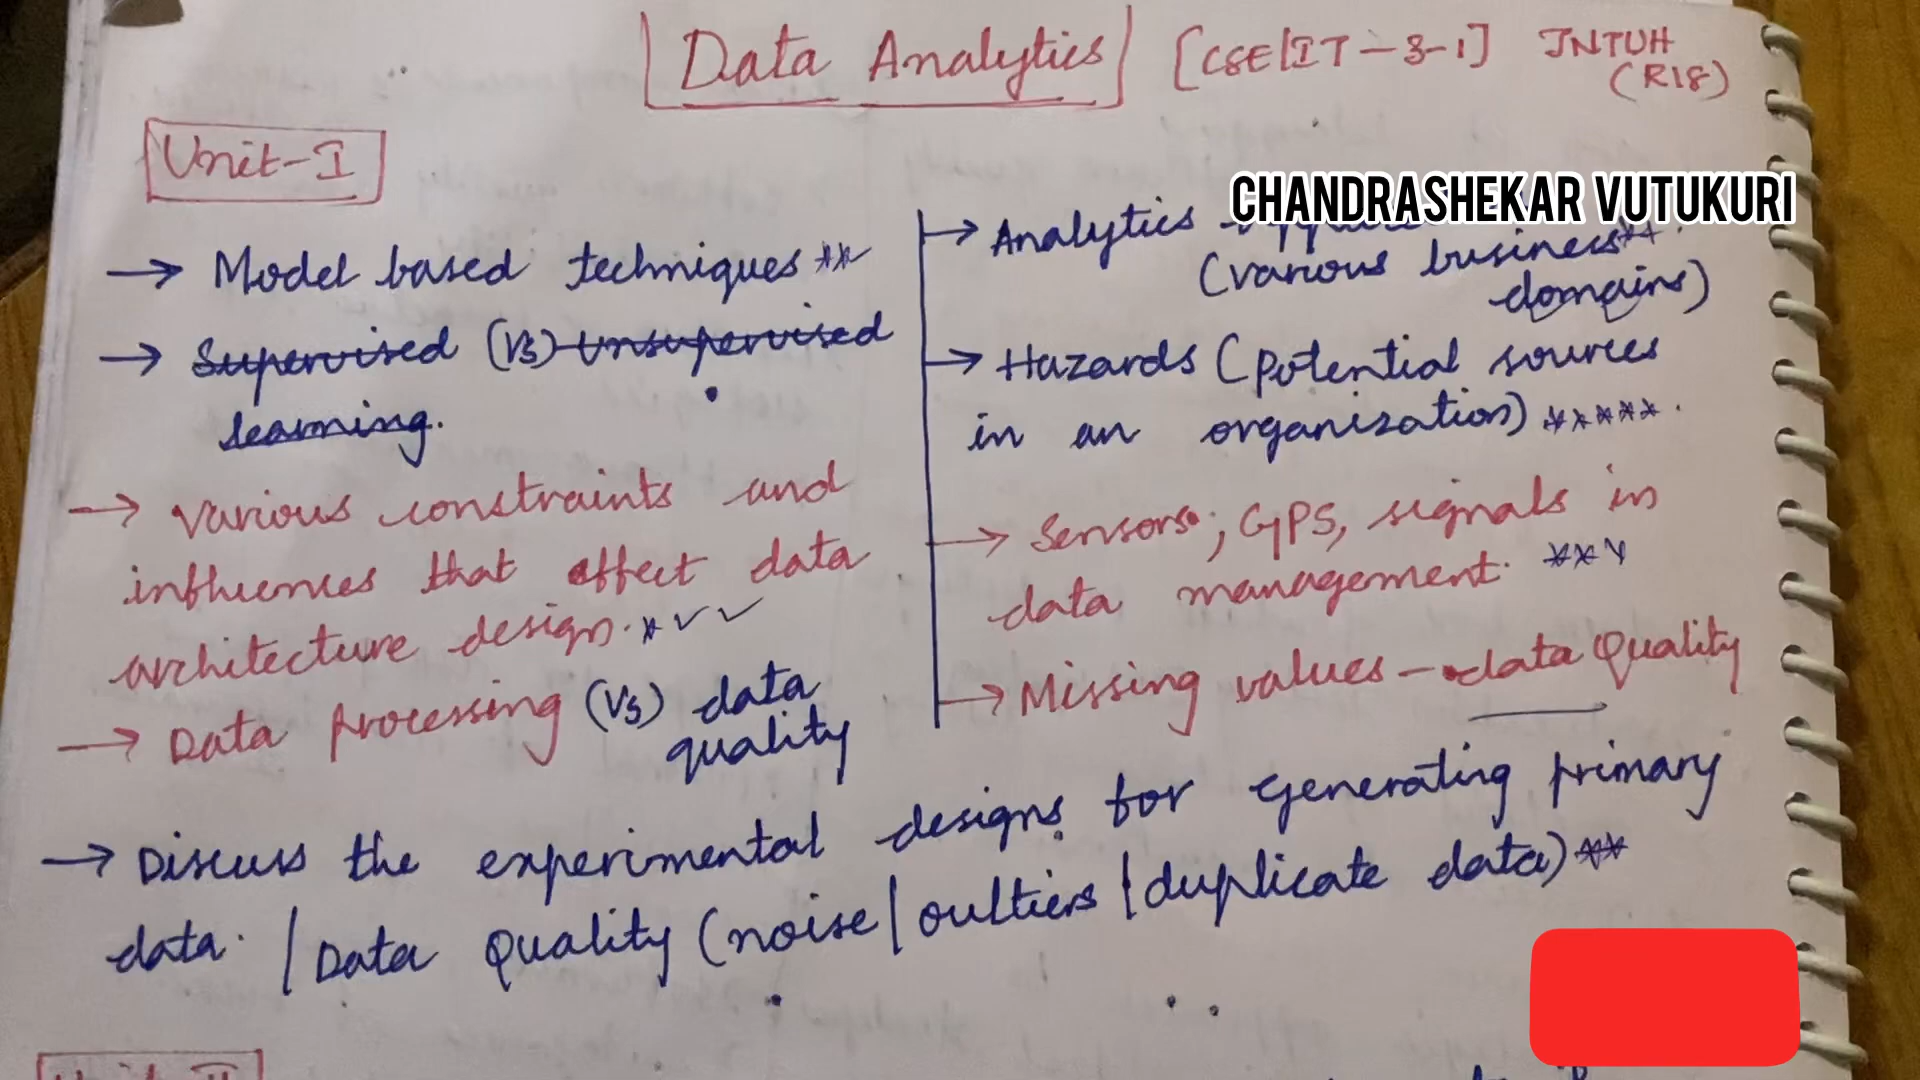 Data Analytics [CSE/IT - 3-1] JNTUH
(R18)
Unit-I
CHANDRASHEKAR VUTUKURI
→ Model based techniques **
→ Supervised (Vs) Unsupervised
learning.
→ Various constraints and
influences that affect data
architecture design. *✓✓
→ Data processing (Vs) data
quality
→ Analytics
(various business **
domains)
→ Hazards (Potential sources
in an organization) *****.
→ Sensors, GPS, signals in
data management. ***
→ Missing values - data Quality
→ Discuss the experimental designs for generating primary
data. / Data Quality (noise/oultiers/duplicate data) **